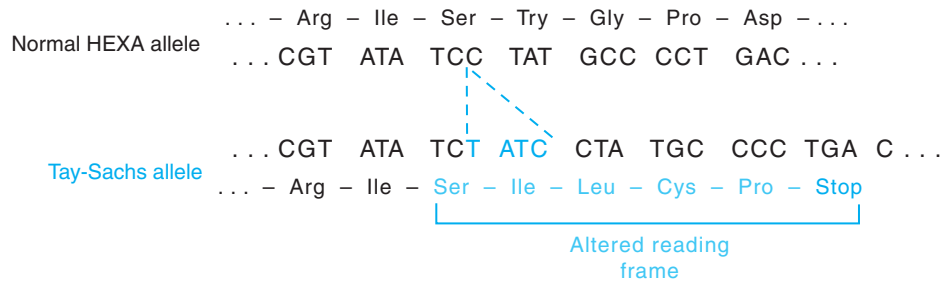 ... – Arg – Ile – Ser – Try – Gly – Pro – Asp – ...
Normal HEXA allele
... CGT ATA TCC TAT GCC CCT GAC ...
... CGT ATA TCT ATC CTA TGC CCC TGA C ...
Tay-Sachs allele
... – Arg – Ile – Ser – Ile – Leu – Cys – Pro – Stop
Altered reading
frame